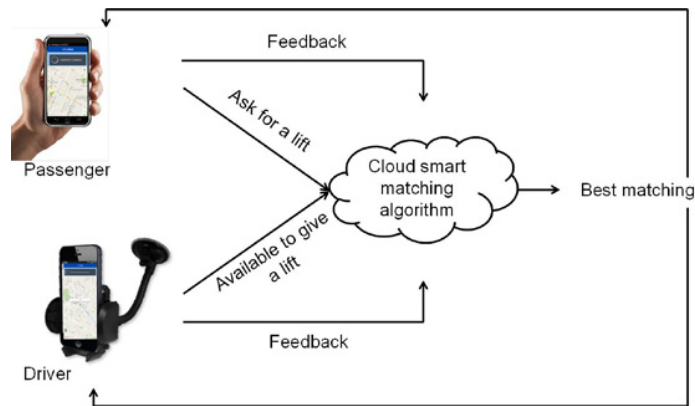 Feedback
Ask for a lift
Passenger
Cloud smart
matching
algorithm
Best matching
Available to give
a lift
Feedback
Driver